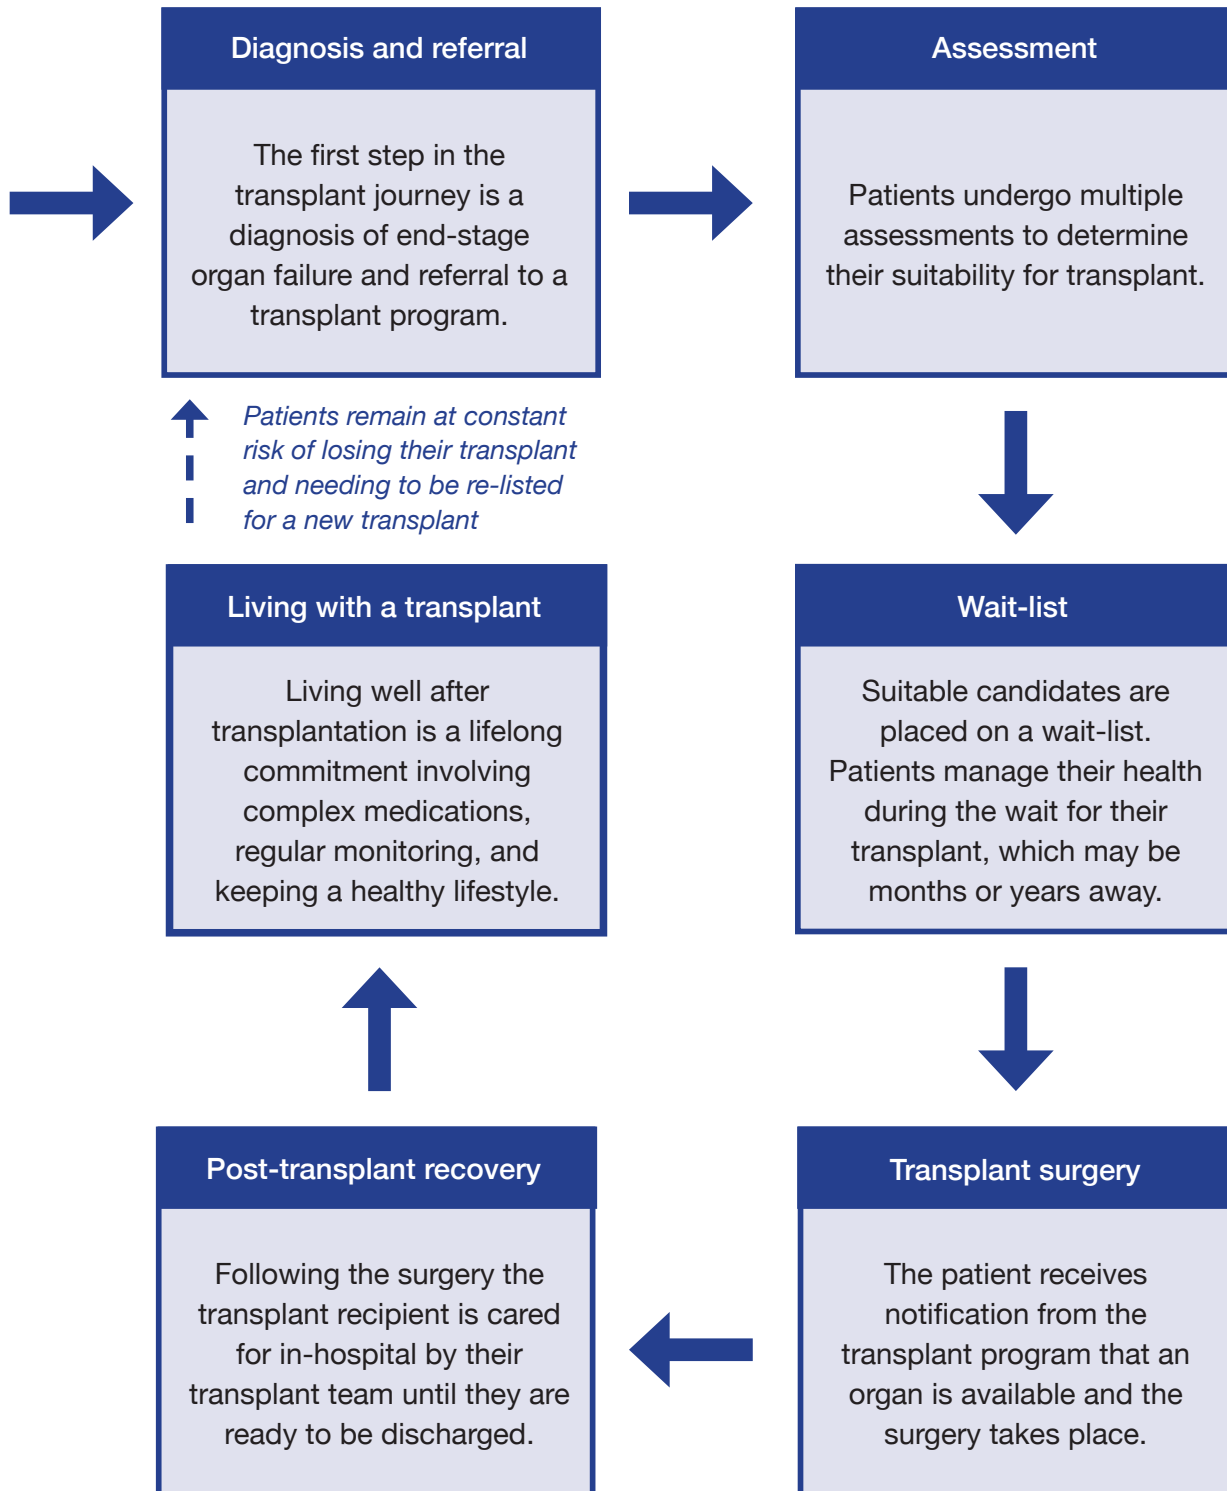 Diagnosis and referral
The first step in the
transplant journey is a
diagnosis of end-stage
organ failure and referral to a
transplant program.
Assessment
Patients undergo multiple
assessments to determine
their suitability for transplant.
Wait-list
Suitable candidates are
placed on a wait-list.
Patients manage their health
during the wait for their
transplant, which may be
months or years away.
Transplant surgery
The patient receives
notification from the
transplant program that an
organ is available and the
surgery takes place.
Post-transplant recovery
Following the surgery the
transplant recipient is cared
for in-hospital by their
transplant team until they are
ready to be discharged.
Living with a transplant
Living well after
transplantation is a lifelong
commitment involving
complex medications,
regular monitoring, and
keeping a healthy lifestyle.
Patients remain at constant
risk of losing their transplant
and needing to be re-listed
for a new transplant